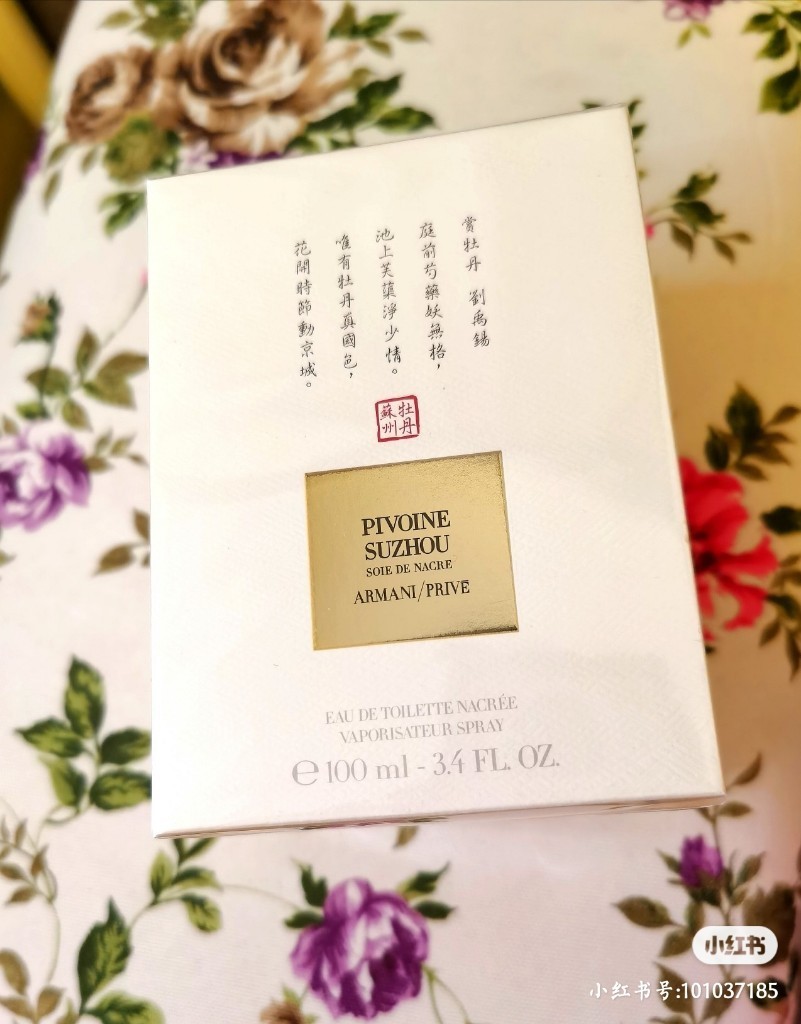 賞牡丹 劉禹錫
庭前芍藥妖無格，
池上芙蕖淨少情。
唯有牡丹真國色，
花開時節動京城。
牡丹
蘇州
PIVOINE
SUZHOU
SOIE DE NACRE
ARMANI/PRIVÉ
EAU DE TOILETTE NACRÉE
VAPORISATEUR SPRAY
℮100 ml - 3.4 FL. OZ.
小红书
小红书号:101037185